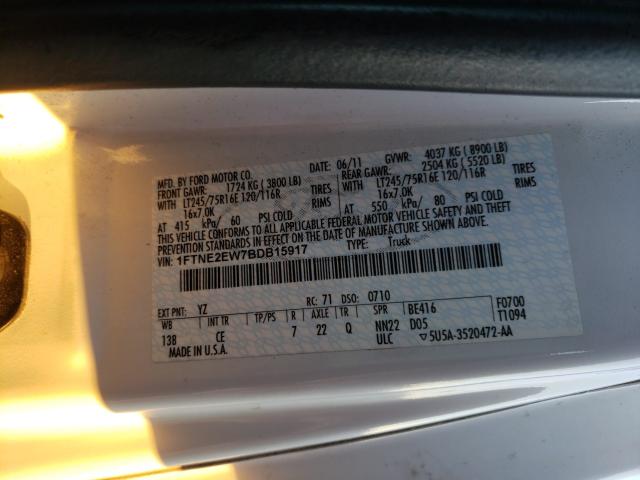 MFD. BY FORD MOTOR CO. DATE: 06/11 GVWR: 4037 KG ( 8900 LB)
FRONT GAWR: 1724 KG ( 3800 LB) REAR GAWR: 2504 KG ( 5520 LB)
WITH LT245/75R16E 120/116R TIRES WITH LT245/75R16E 120/116R TIRES
16x7.0K RIMS 16x7.0K RIMS
AT 415 kPa/ 60 PSI COLD AT 550 kPa/ 80 PSI COLD
THIS VEHICLE CONFORMS TO ALL APPLICABLE FEDERAL MOTOR VEHICLE SAFETY AND THEFT
PREVENTION STANDARDS IN EFFECT ON THE DATE OF MANUFACTURE SHOWN ABOVE.
VIN: 1FTNE2EW7BDB15917 TYPE: Truck
EXT PNT: YZ RC: 71 DSO: 0710
WB INT TR TP/PS R AXLE TR SPR BE416 F0700
138 CE 7 22 Q NN22 D05 T1094
MADE IN U.S.A. ULC ▽5U5A-3520472-AA